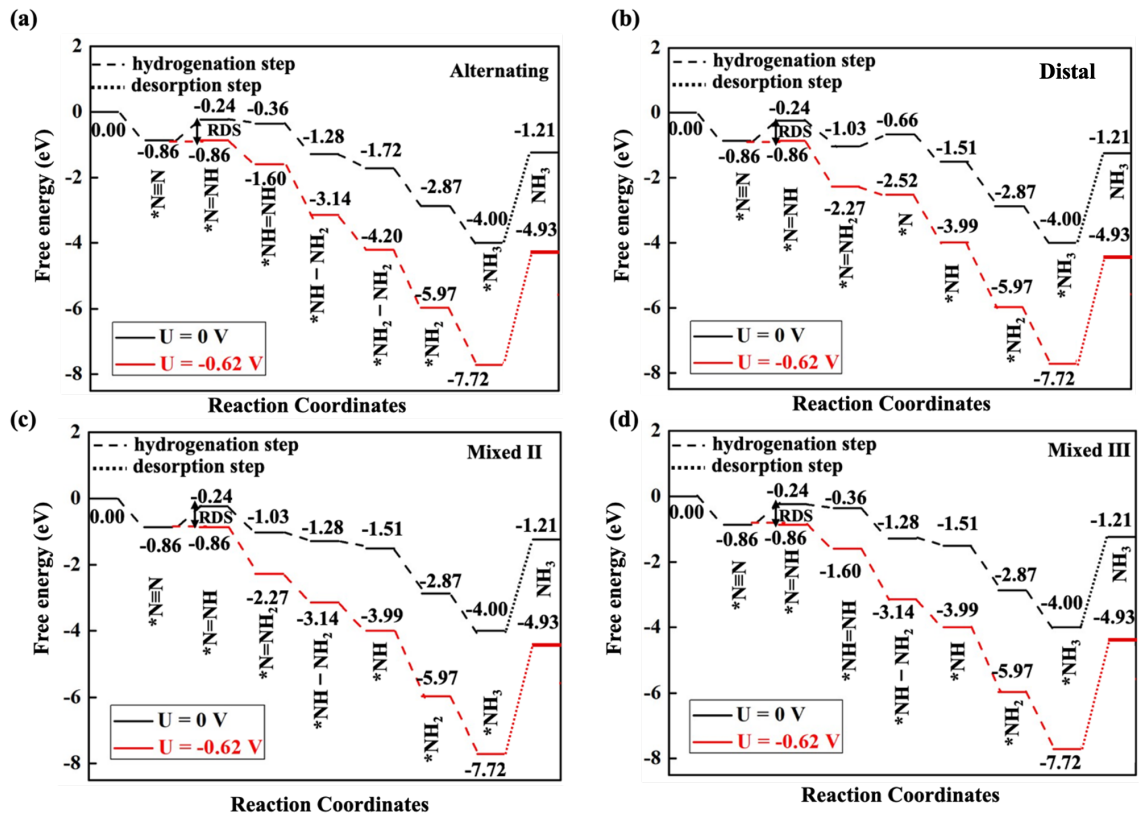 (a)
2
0
-2
-4
-6
-8
Free energy (eV)
hydrogenation step
desorption step
Alternating
0.00
-0.86
-0.24
RDS
-0.86
-0.36
-1.60
-1.28
-3.14
-1.72
-4.20
-2.87
-5.97
-4.00
-7.72
-1.21
-4.93
*N≡N
*N=NH
*NH=NH
*NH – NH2
*NH2 – NH2
*NH2
*NH3
NH3
U = 0 V
U = -0.62 V
Reaction Coordinates
(b)
2
0
-2
-4
-6
-8
Free energy (eV)
hydrogenation step
desorption step
Distal
0.00
-0.86
-0.24
RDS
-0.86
-1.03
-2.27
-0.66
-2.52
-1.51
-3.99
-2.87
-5.97
-4.00
-7.72
-1.21
-4.93
*N≡N
*N=NH
*N=NH2
*N
*NH
*NH2
*NH3
NH3
U = 0 V
U = -0.62 V
Reaction Coordinates
(c)
2
0
-2
-4
-6
-8
Free energy (eV)
hydrogenation step
desorption step
Mixed II
0.00
-0.86
-0.24
RDS
-0.86
-1.03
-2.27
-1.28
-3.14
-1.51
-3.99
-2.87
-5.97
-4.00
-7.72
-1.21
-4.93
*N≡N
*N=NH
*N=NH2
*NH – NH2
*NH
*NH2
*NH3
NH3
U = 0 V
U = -0.62 V
Reaction Coordinates
(d)
2
0
-2
-4
-6
-8
Free energy (eV)
hydrogenation step
desorption step
Mixed III
0.00
-0.86
-0.24
RDS
-0.86
-0.36
-1.60
-1.28
-3.14
-1.51
-3.99
-2.87
-5.97
-4.00
-7.72
-1.21
-4.93
*N≡N
*N=NH
*NH=NH
*NH – NH2
*NH
*NH2
*NH3
NH3
U = 0 V
U = -0.62 V
Reaction Coordinates